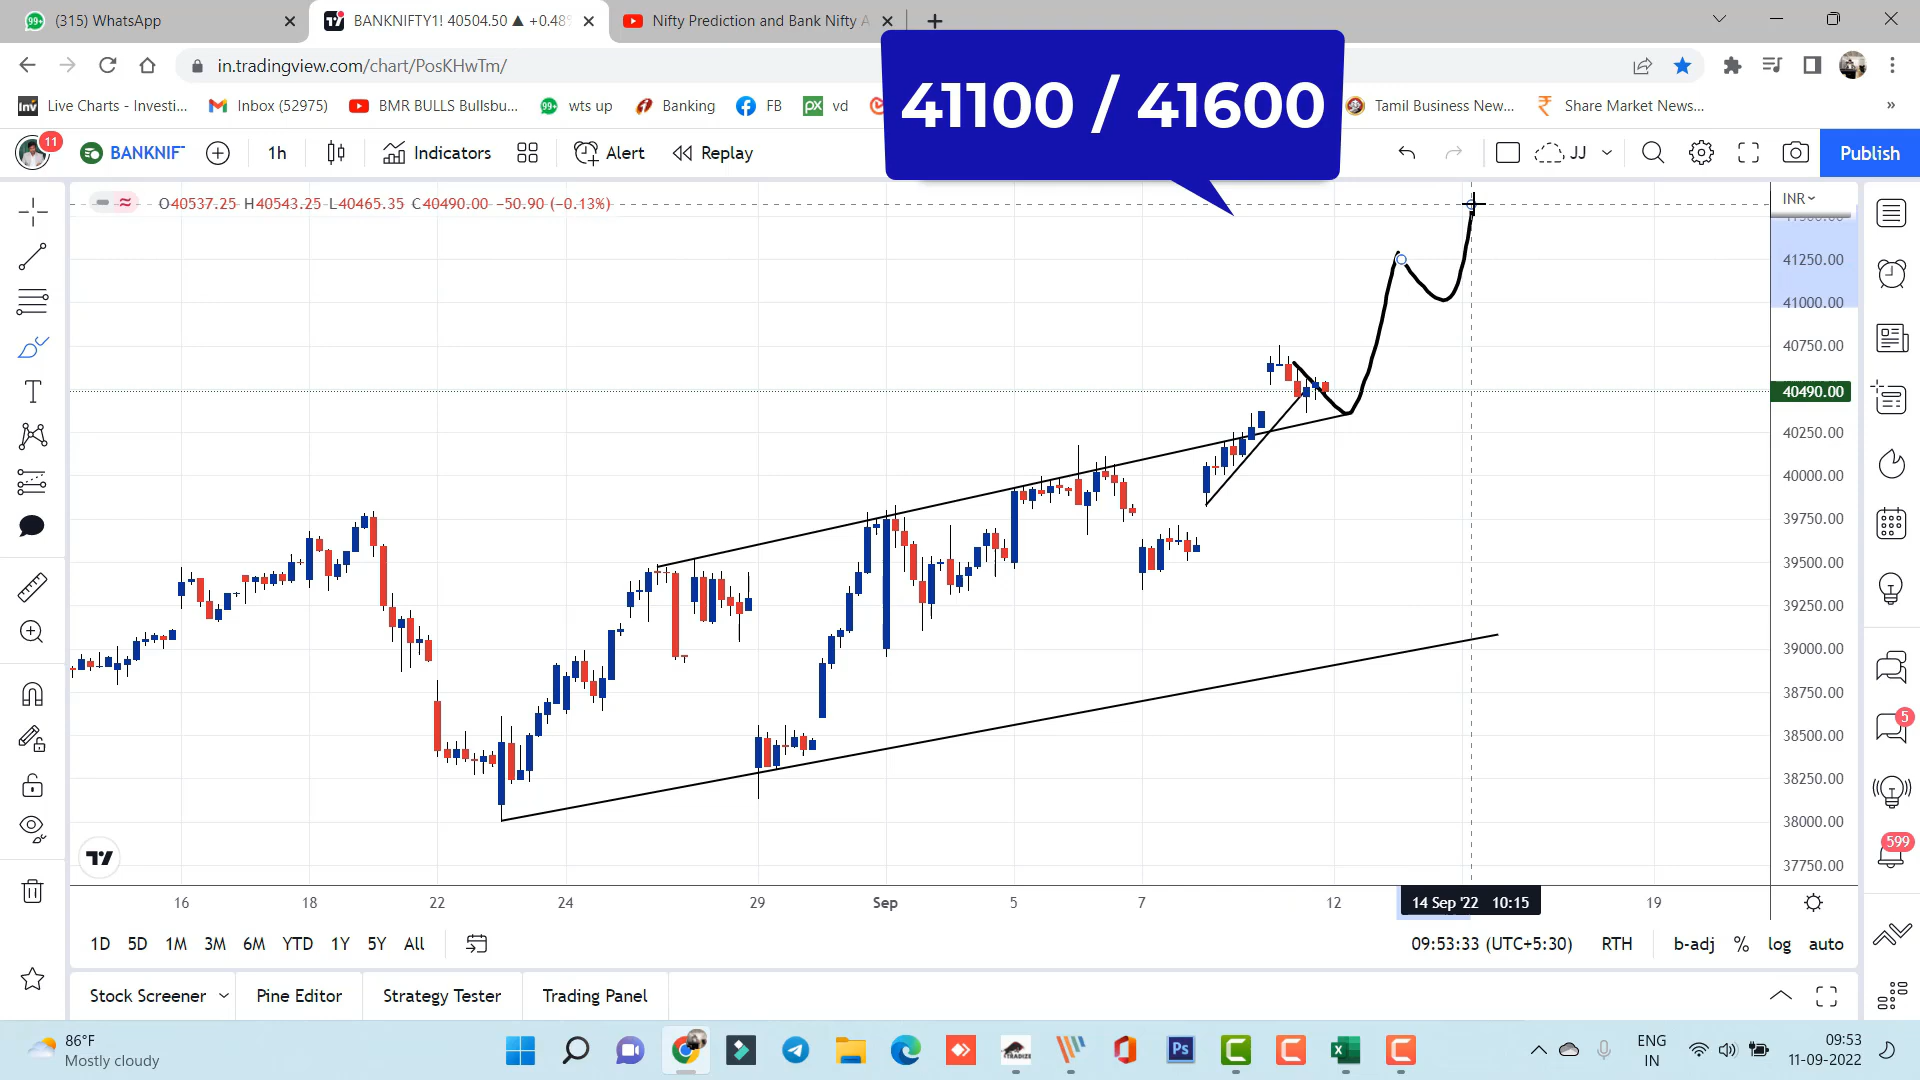 (315) WhatsApp
BANKNIFTY1! 40504.50 ▲ +0.48%
Nifty Prediction and Bank Nifty A
in.tradingview.com/chart/PosKHwTm/
Live Charts - Investi...
Inbox (52975)
BMR BULLS Bullsbu...
wts up
Banking
FB
vd
Tamil Business New...
Share Market News...
»
41100 / 41600
11
BANKNIF
1h
Indicators
Alert
Replay
JJ
Publish
O40537.25 H40543.25 L40465.35 C40490.00 −50.90 (−0.13%)
INR
41250.00
41000.00
40750.00
40490.00
40250.00
40000.00
39750.00
39500.00
39250.00
39000.00
38750.00
38500.00
38250.00
38000.00
37750.00
5
599
16
18
22
24
29
Sep
5
7
12
14 Sep '22 10:15
19
1D 5D 1M 3M 6M YTD 1Y 5Y All
09:53:33 (UTC+5:30)
RTH
b-adj
%
log
auto
Stock Screener
Pine Editor
Strategy Tester
Trading Panel
86°F
Mostly cloudy
ENG
IN
09:53
11-09-2022